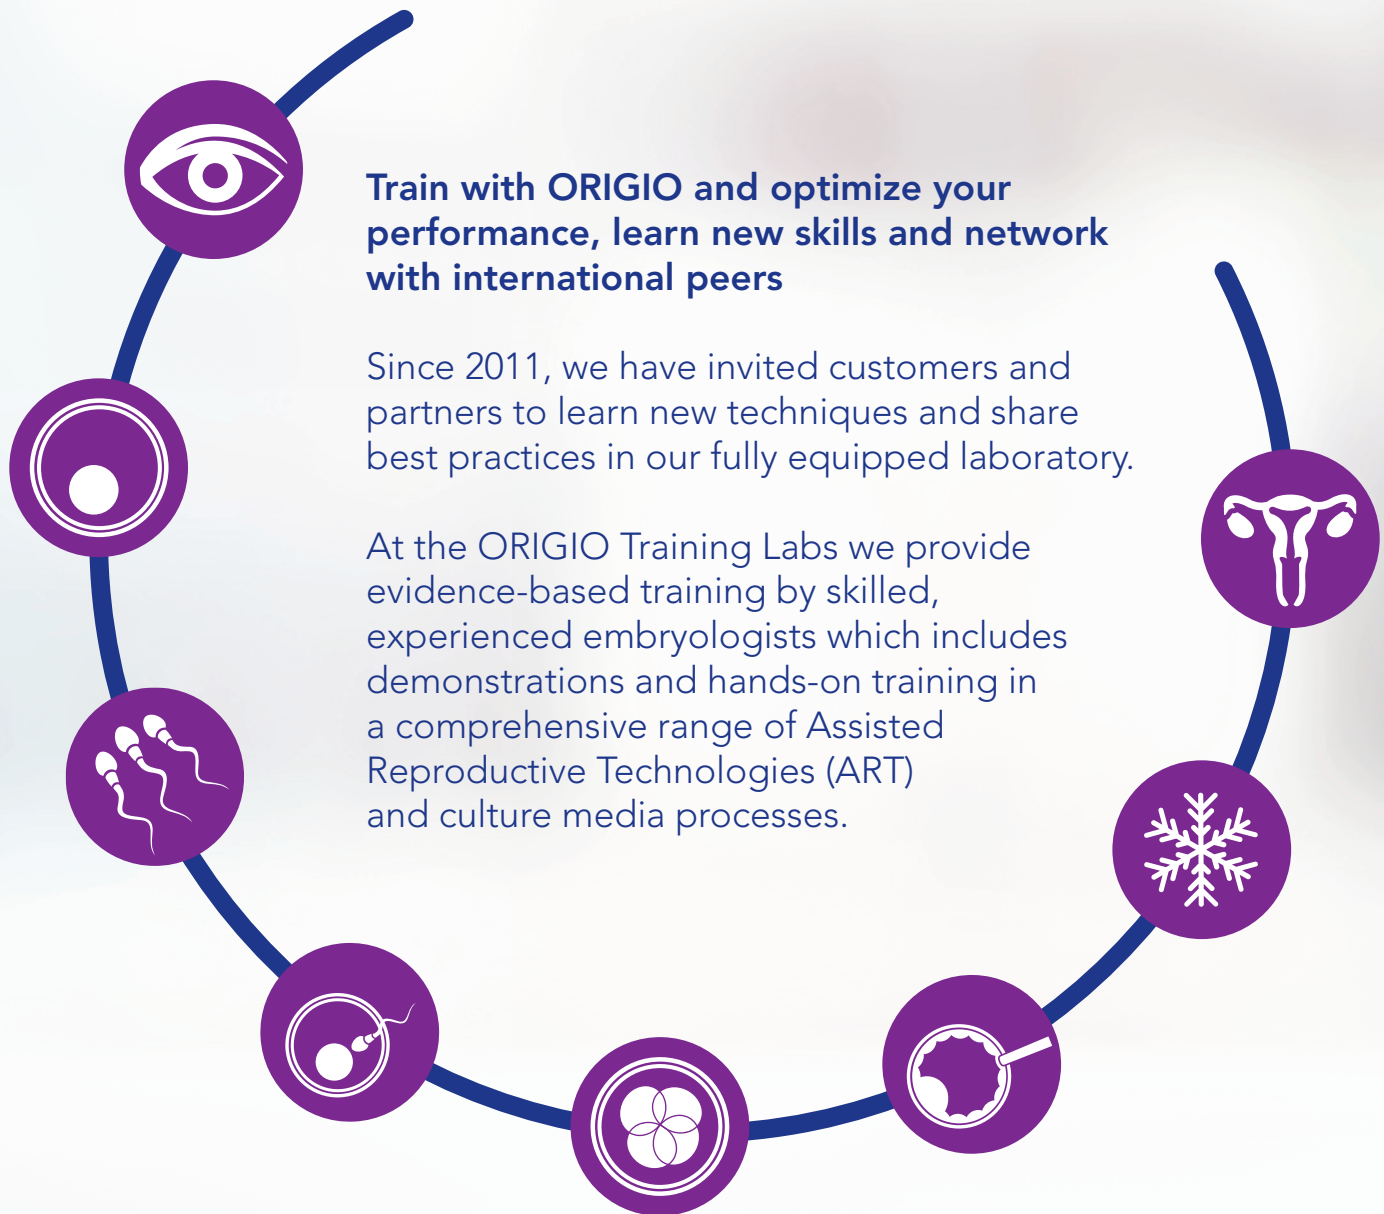 Train with ORIGIO and optimize your
performance, learn new skills and network
with international peers
Since 2011, we have invited customers and
partners to learn new techniques and share
best practices in our fully equipped laboratory.
At the ORIGIO Training Labs we provide
evidence-based training by skilled,
experienced embryologists which includes
demonstrations and hands-on training in
a comprehensive range of Assisted
Reproductive Technologies (ART)
and culture media processes.